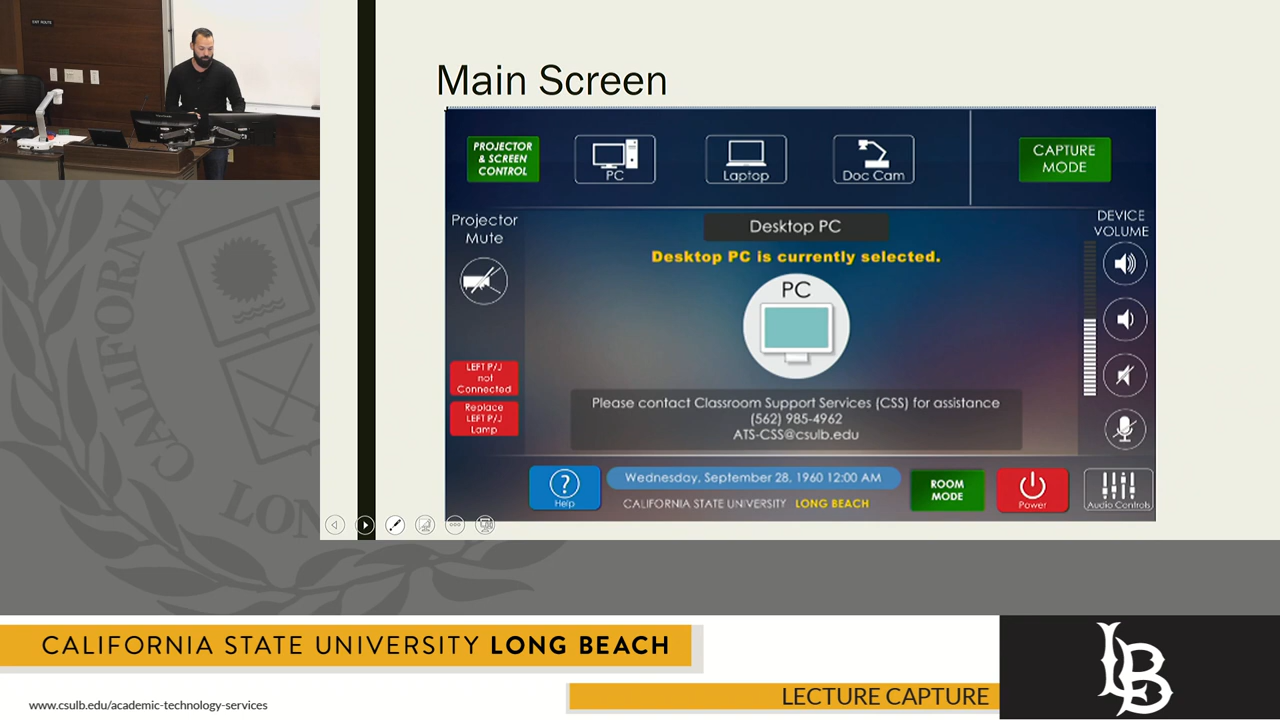 Main Screen
PROJECTOR
& SCREEN
CONTROL
PC
Laptop
Doc Cam
CAPTURE
MODE
Projector
Mute
Desktop PC
DEVICE
VOLUME
Desktop PC is currently selected.
PC
LEFT P/J
not
Connected
Replace
LEFT P/J
Lamp
Please contact Classroom Support Services (CSS) for assistance
(562) 985-4962
ATS-CSS@csulb.edu
?
Help
Wednesday, September 28, 1960 12:00 AM
CALIFORNIA STATE UNIVERSITY LONG BEACH
ROOM
MODE
Power
Audio Controls
CALIFORNIA
LON
CALIFORNIA STATE UNIVERSITY LONG BEACH
LB
LECTURE CAPTURE
www.csulb.edu/academic-technology-services